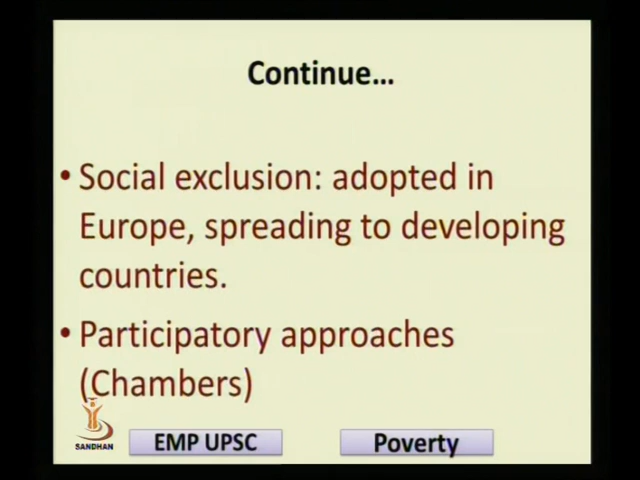 Continue...
• Social exclusion: adopted in
Europe, spreading to developing
countries.
• Participatory approaches
(Chambers)
SANDHAN
EMP UPSC
Poverty